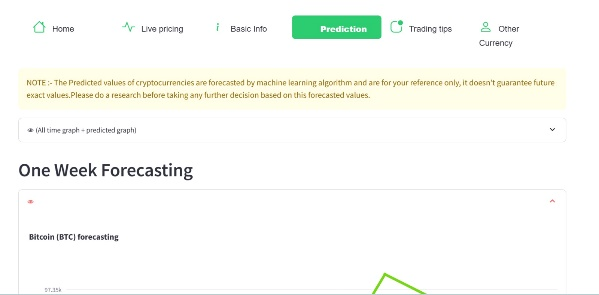 Home
Live pricing
Basic Info
Prediction
Trading tips
Other
Currency
NOTE :- The Predicted values of cryptocurrencies are forecasted by machine learning algorithm and are for your reference only, it doesn't guarantee future
exact values.Please do a research before taking any further decision based on this forecasted values.
(All time graph + predicted graph)
One Week Forecasting
Bitcoin (BTC) forecasting
97.35k